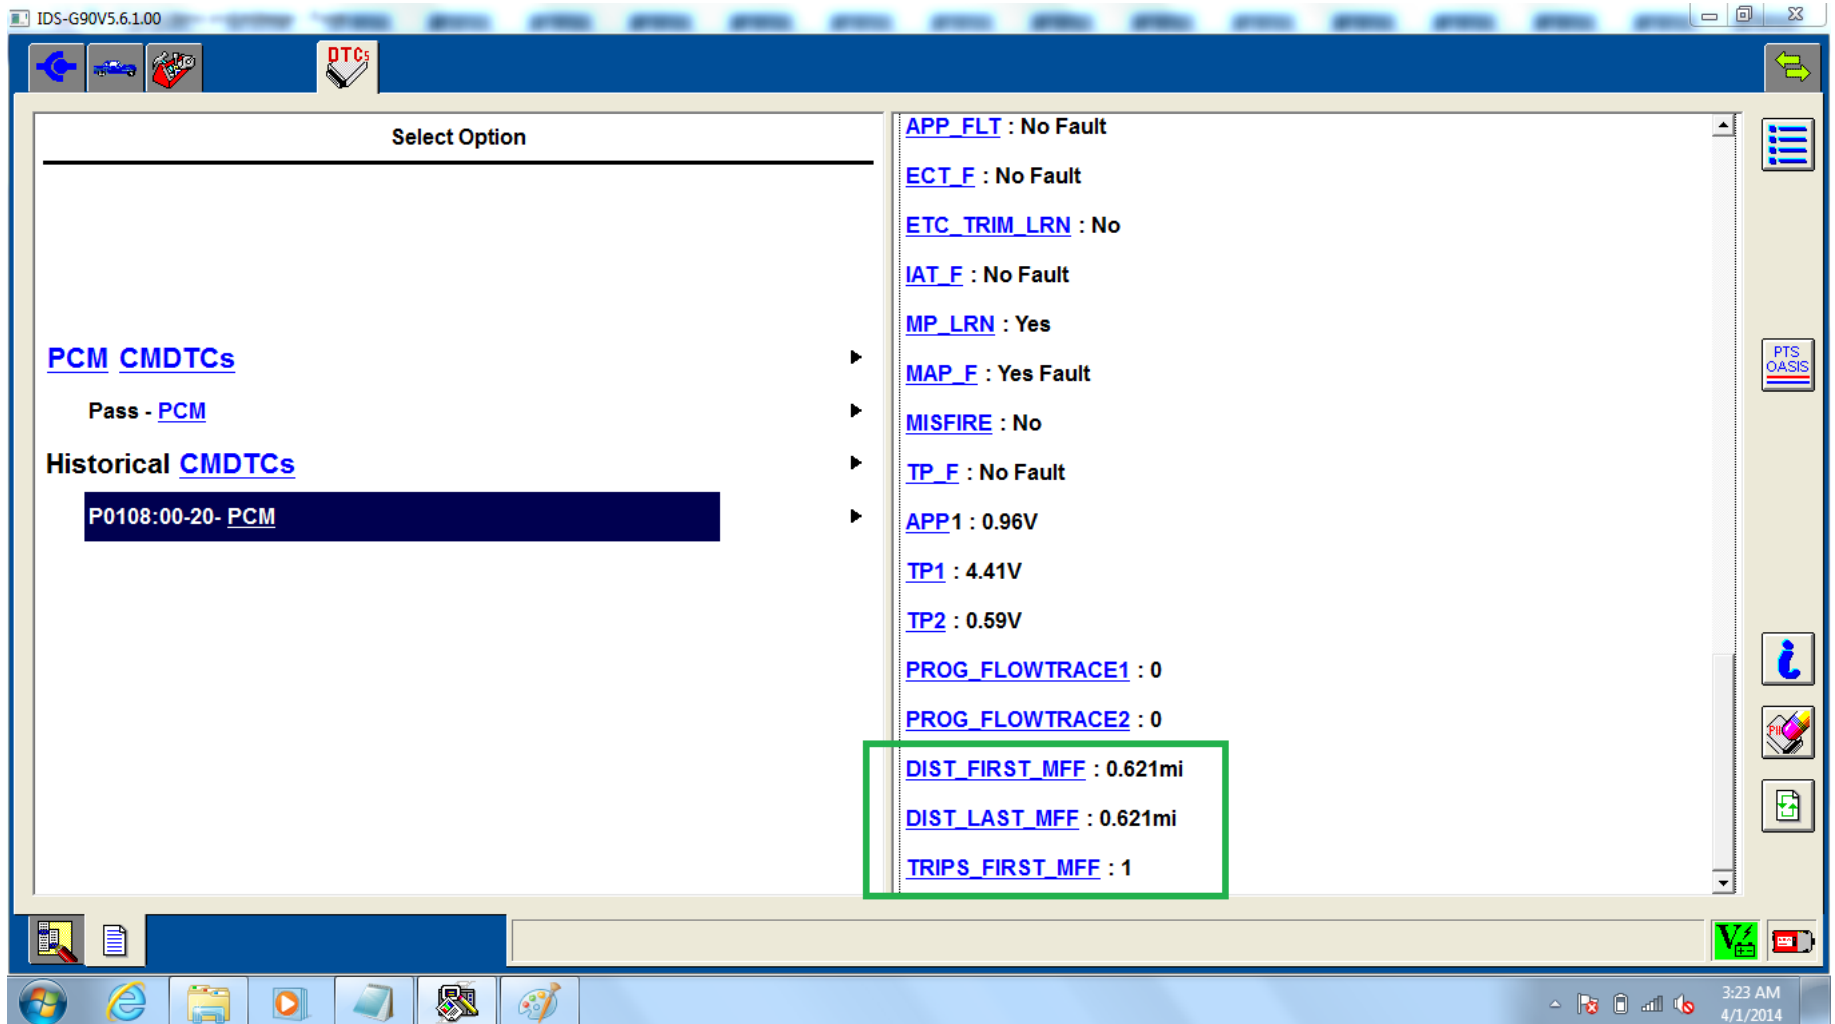 IDS-G90V5.6.1.00
DTCs
Select Option
PCM CMDTCs
Pass - PCM
Historical CMDTCs
P0108:00-20- PCM
APP_FLT : No Fault
ECT_F : No Fault
ETC_TRIM_LRN : No
IAT_F : No Fault
MP_LRN : Yes
MAP_F : Yes Fault
MISFIRE : No
TP_F : No Fault
APP1 : 0.96V
TP1 : 4.41V
TP2 : 0.59V
PROG_FLOWTRACE1 : 0
PROG_FLOWTRACE2 : 0
DIST_FIRST_MFF : 0.621mi
DIST_LAST_MFF : 0.621mi
TRIPS_FIRST_MFF : 1
PTS
OASIS
3:23 AM
4/1/2014